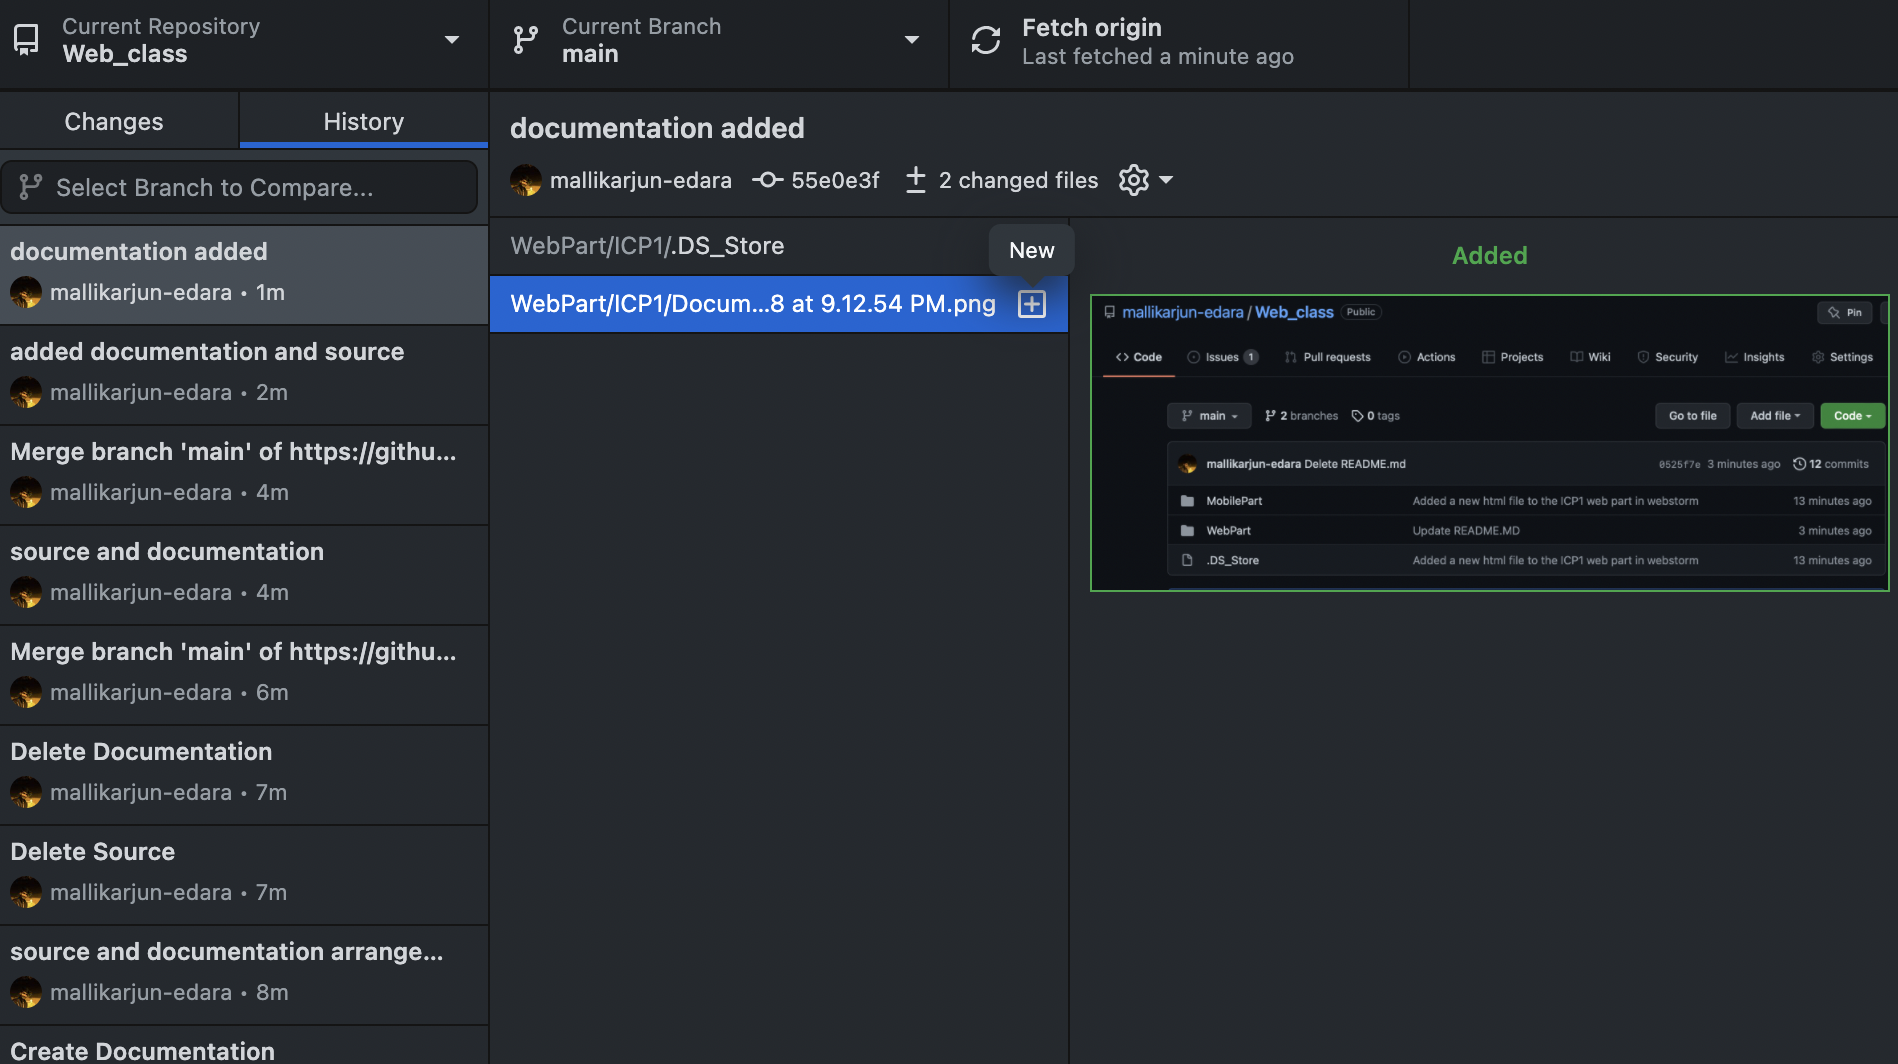 Current Repository
Web_class
Current Branch
main
Fetch origin
Last fetched a minute ago
Changes
History
Select Branch to Compare...
documentation added
mallikarjun-edara • 1m
added documentation and source
mallikarjun-edara • 2m
Merge branch 'main' of https://githu...
mallikarjun-edara • 4m
source and documentation
mallikarjun-edara • 4m
Merge branch 'main' of https://githu...
mallikarjun-edara • 6m
Delete Documentation
mallikarjun-edara • 7m
Delete Source
mallikarjun-edara • 7m
source and documentation arrange...
mallikarjun-edara • 8m
Create Documentation
documentation added
mallikarjun-edara 55e0e3f 2 changed files
WebPart/ICP1/.DS_Store
New
WebPart/ICP1/Docum...8 at 9.12.54 PM.png
Added
mallikarjun-edara / Web_class Public Pin
Code Issues 1 Pull requests Actions Projects Wiki Security Insights Settings
main 2 branches 0 tags Go to file Add file Code
mallikarjun-edara Delete README.md 0525f7e 3 minutes ago 12 commits
MobilePart Added a new html file to the ICP1 web part in webstorm 13 minutes ago
WebPart Update README.MD 3 minutes ago
.DS_Store Added a new html file to the ICP1 web part in webstorm 13 minutes ago